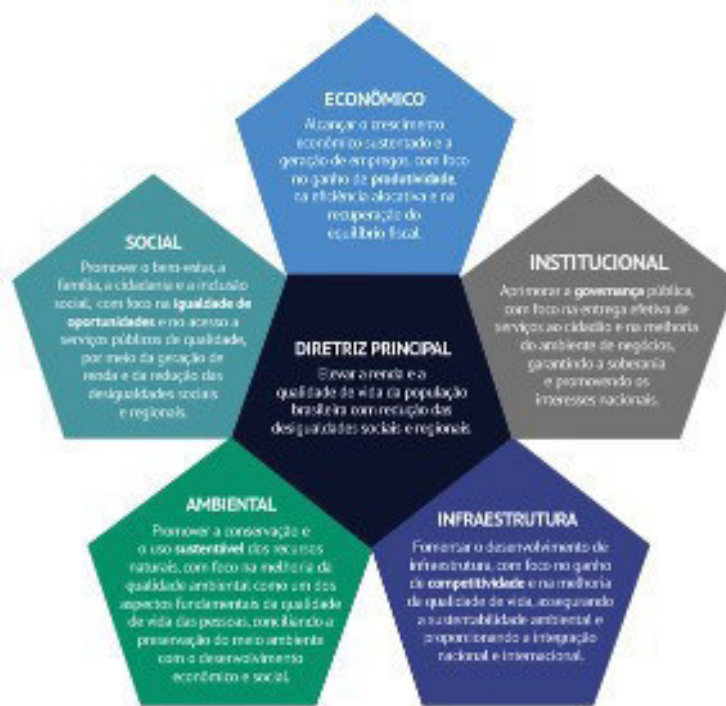 ECONÔMICO
Alcançar o crescimento
econômico sustentado e a
geração de empregos, com foco
no ganho de produtividade,
na eficiência alocativa e na
recuperação do
equilíbrio fiscal.
SOCIAL
Promover o bem-estar, a
família, a cidadania e a inclusão
social, com foco na igualdade de
oportunidades e no acesso a
serviços públicos de qualidade,
por meio da geração de
renda e da redução das
desigualdades sociais
e regionais.
INSTITUCIONAL
Aprimorar a governança pública,
com foco na entrega efetiva de
serviços ao cidadão e na melhoria
do ambiente de negócios,
garantindo a soberania
e promovendo os
interesses nacionais.
DIRETRIZ PRINCIPAL
Elevar a renda e a
qualidade de vida da população
brasileira com redução das
desigualdades sociais e regionais.
AMBIENTAL
Promover a conservação e
o uso sustentável dos recursos
naturais, com foco na melhoria da
qualidade ambiental como um dos
aspectos fundamentais da qualidade
de vida das pessoas, conciliando a
preservação do meio ambiente
com o desenvolvimento
econômico e social.
INFRAESTRUTURA
Fomentar o desenvolvimento de
infraestrutura, com foco no ganho
de competitividade e na melhoria
da qualidade de vida, assegurando
a sustentabilidade ambiental e
proporcionando a integração
nacional e internacional.